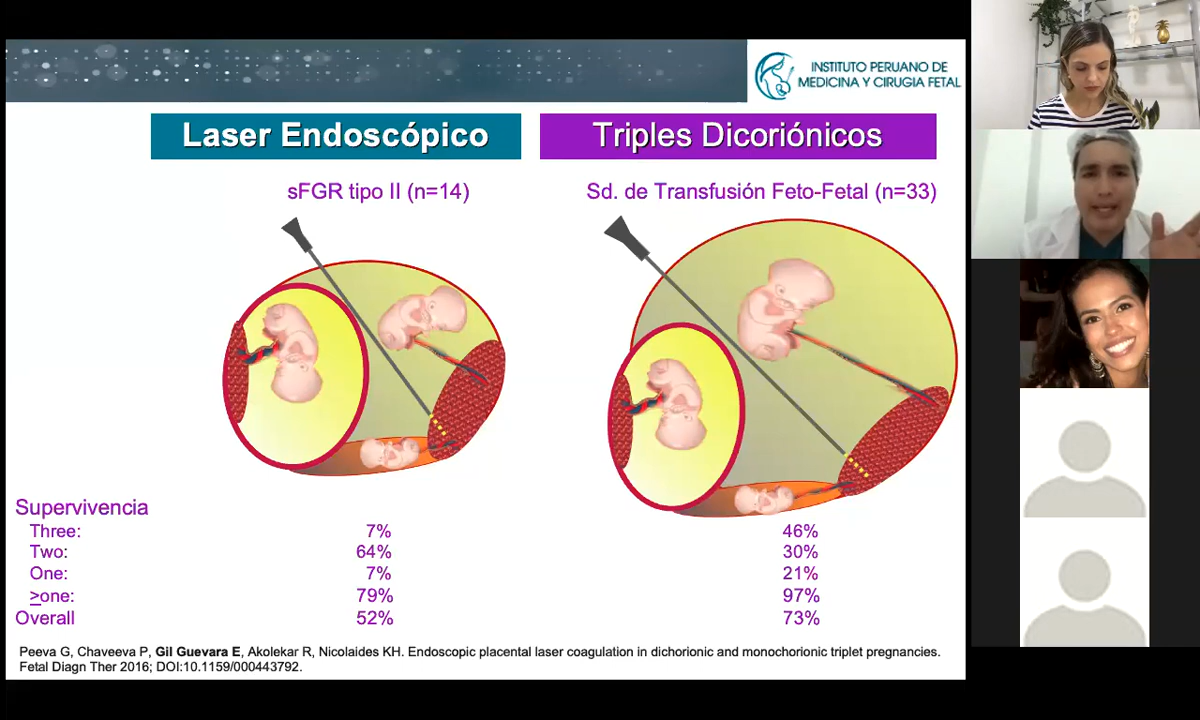 INSTITUTO PERUANO DE
MEDICINA Y CIRUGIA FETAL
Laser Endoscópico
Triples Dicoriónicos
sFGR tipo II (n=14)
Sd. de Transfusión Feto-Fetal (n=33)
Supervivencia
Three: 7% 46%
Two: 64% 30%
One: 7% 21%
>one: 79% 97%
Overall 52% 73%
Peeva G, Chaveeva P, Gil Guevara E, Akolekar R, Nicolaides KH. Endoscopic placental laser coagulation in dichorionic and monochorionic triplet pregnancies.
Fetal Diagn Ther 2016; DOI:10.1159/000443792.